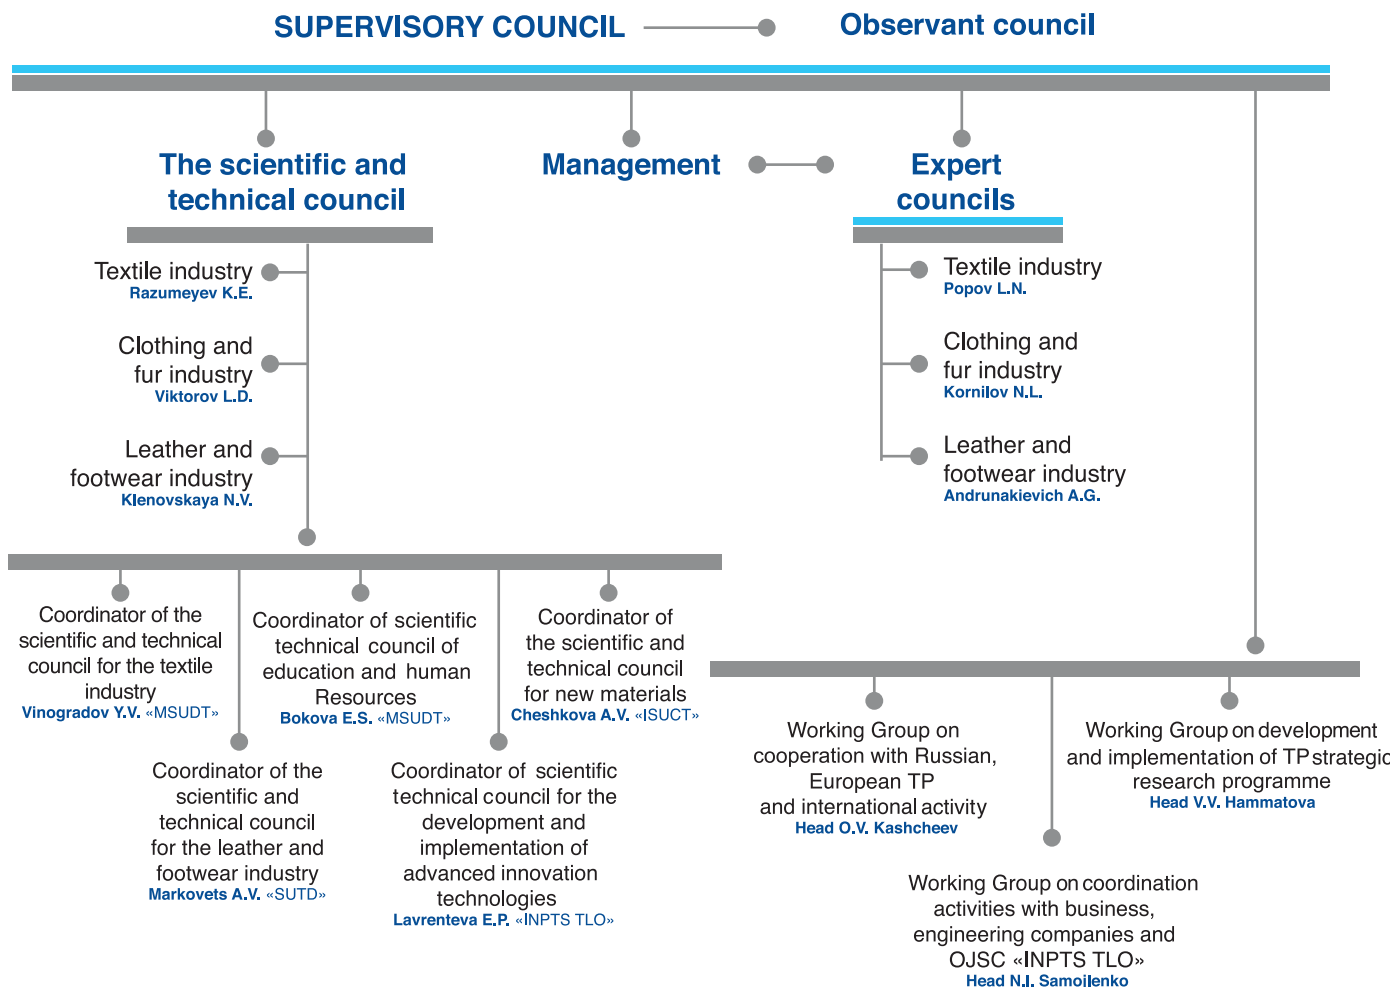 SUPERVISORY COUNCIL
Observant council
The scientific and
technical council
Management
Expert
councils
Textile industry
Razumeyev K.E.
Clothing and
fur industry
Viktorov L.D.
Leather and
footwear industry
Klenovskaya N.V.
Textile industry
Popov L.N.
Clothing and
fur industry
Kornilov N.L.
Leather and
footwear industry
Andrunakievich A.G.
Coordinator of the
scientific and technical
council for the textile
industry
Vinogradov Y.V. «MSUDT»
Coordinator of scientific
technical council of
education and human
Resources
Bokova E.S. «MSUDT»
Coordinator of
the scientific and
technical council
for new materials
Cheshkova A.V. «ISUCT»
Coordinator of the
scientific and
technical council
for the leather and
footwear industry
Markovets A.V. «SUTD»
Coordinator of scientific
technical council for the
development and
implementation of
advanced innovation
technologies
Lavrenteva E.P. «INPTS TLO»
Working Group on
cooperation with Russian,
European TP
and international activity
Head O.V. Kashcheev
Working Group on development
and implementation of TP strategic
research programme
Head V.V. Hammatova
Working Group on coordination
activities with business,
engineering companies and
OJSC «INPTS TLO»
Head N.I. Samojlenko